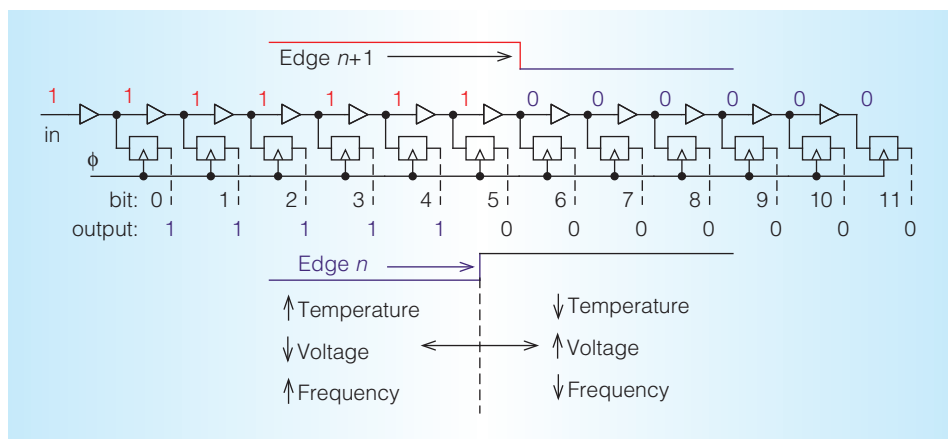 Edge n+1
1 1 1 1 1 1 1 0 0 0 0 0 0
in
ϕ
bit: 0 1 2 3 4 5 6 7 8 9 10 11
output: 1 1 1 1 1 0 0 0 0 0 0 0
Edge n
↑ Temperature ↓ Temperature
↓ Voltage ↑ Voltage
↑ Frequency ↓ Frequency